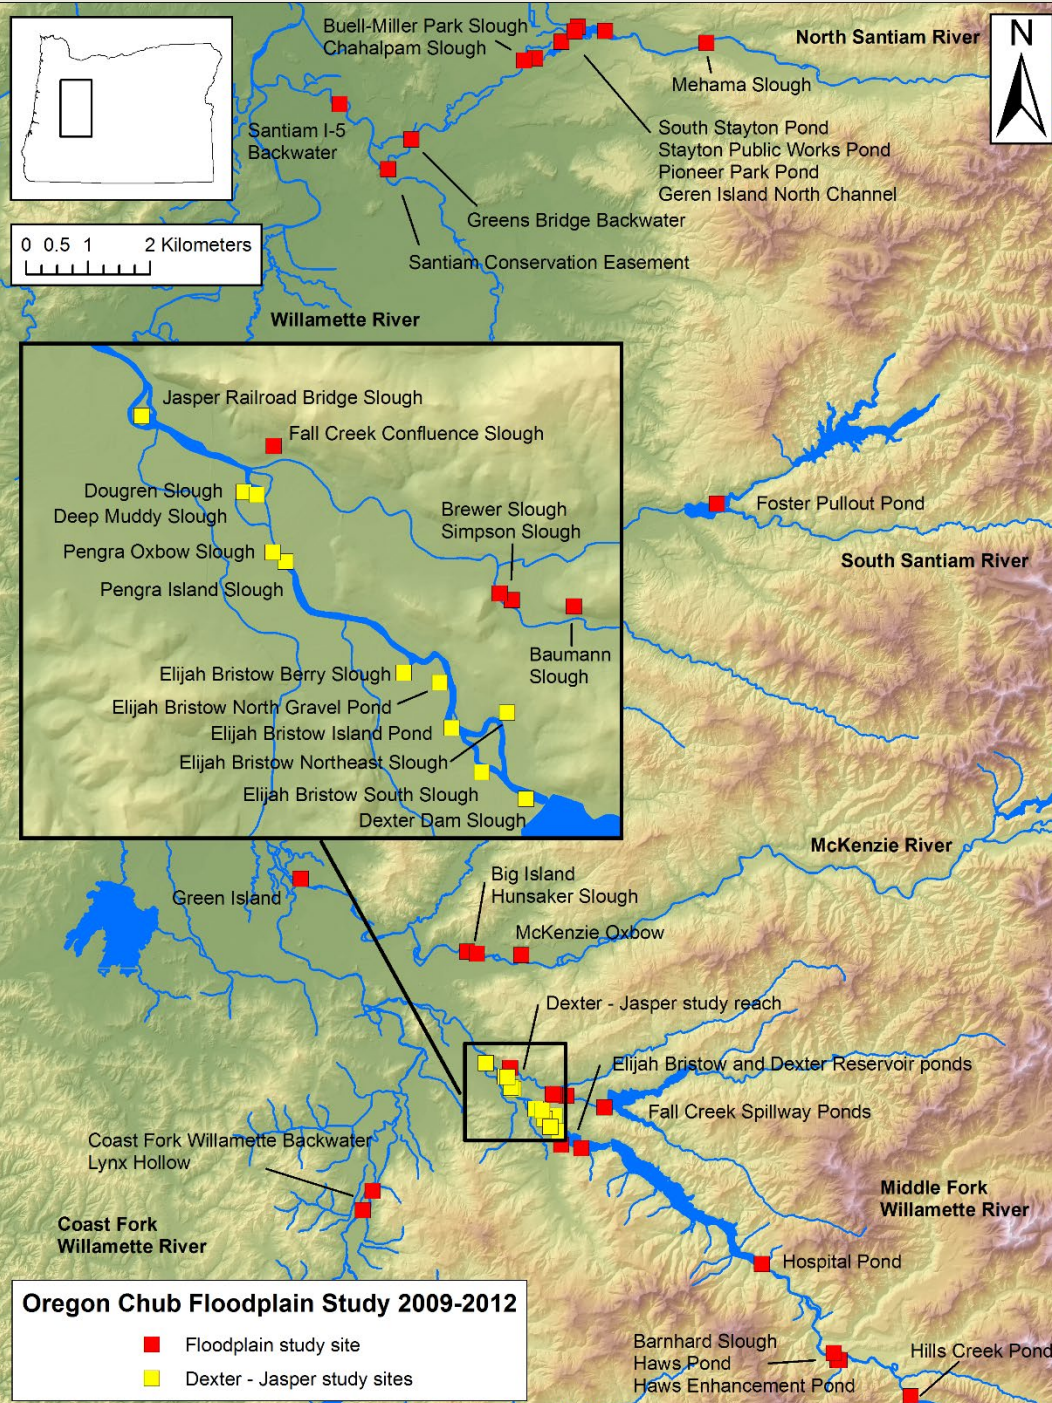 Buell-Miller Park Slough
Chahalpam Slough
North Santiam River
N
Mehama Slough
Santiam I-5
Backwater
South Stayton Pond
Stayton Public Works Pond
Pioneer Park Pond
Geren Island North Channel
Greens Bridge Backwater
0 0.5 1 2 Kilometers
Santiam Conservation Easement
Willamette River
Jasper Railroad Bridge Slough
Fall Creek Confluence Slough
Dougren Slough
Deep Muddy Slough
Brewer Slough
Simpson Slough
Foster Pullout Pond
Pengra Oxbow Slough
South Santiam River
Pengra Island Slough
Baumann
Slough
Elijah Bristow Berry Slough
Elijah Bristow North Gravel Pond
Elijah Bristow Island Pond
Elijah Bristow Northeast Slough
Elijah Bristow South Slough
Dexter Dam Slough
McKenzie River
Green Island
Big Island
Hunsaker Slough
McKenzie Oxbow
Dexter - Jasper study reach
Elijah Bristow and Dexter Reservoir ponds
Fall Creek Spillway Ponds
Coast Fork Willamette Backwater
Lynx Hollow
Middle Fork
Willamette River
Coast Fork
Willamette River
Hospital Pond
Oregon Chub Floodplain Study 2009-2012
Floodplain study site
Dexter - Jasper study sites
Barnhard Slough
Haws Pond
Haws Enhancement Pond
Hills Creek Pond